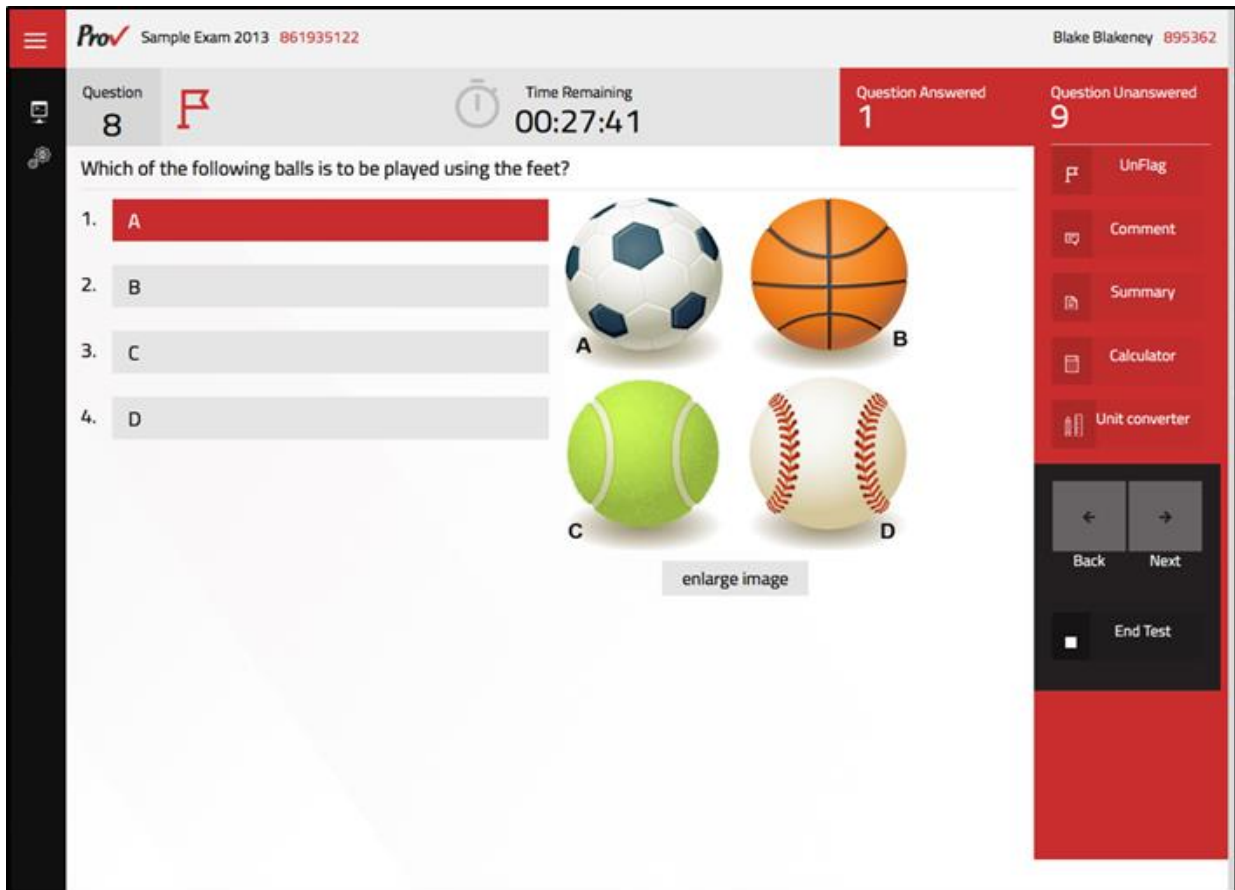 Prov Sample Exam 2013 861935122
Blake Blakeney 895362
Question
8
Time Remaining
00:27:41
Question Answered
1
Question Unanswered
9
Which of the following balls is to be played using the feet?
1. A
2. B
3. C
4. D
A
B
C
D
enlarge image
UnFlag
Comment
Summary
Calculator
Unit converter
Back
Next
End Test